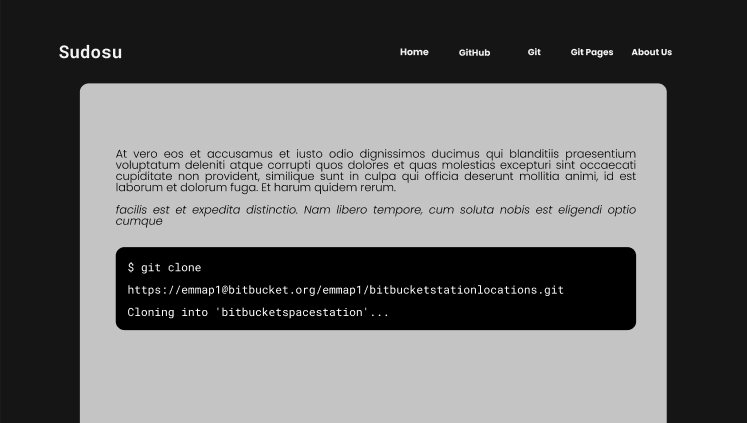 Sudosu
Home GitHub Git Git Pages About Us
At vero eos et accusamus et iusto odio dignissimos ducimus qui blanditiis praesentium
voluptatum deleniti atque corrupti quos dolores et quas molestias excepturi sint occaecati
cupiditate non provident, similique sunt in culpa qui officia deserunt mollitia animi, id est
laborum et dolorum fuga. Et harum quidem rerum.
facilis est et expedita distinctio. Nam libero tempore, cum soluta nobis est eligendi optio
cumque
$ git clone
https://emmap1@bitbucket.org/emmap1/bitbucketstationlocations.git
Cloning into 'bitbucketspacestation'...